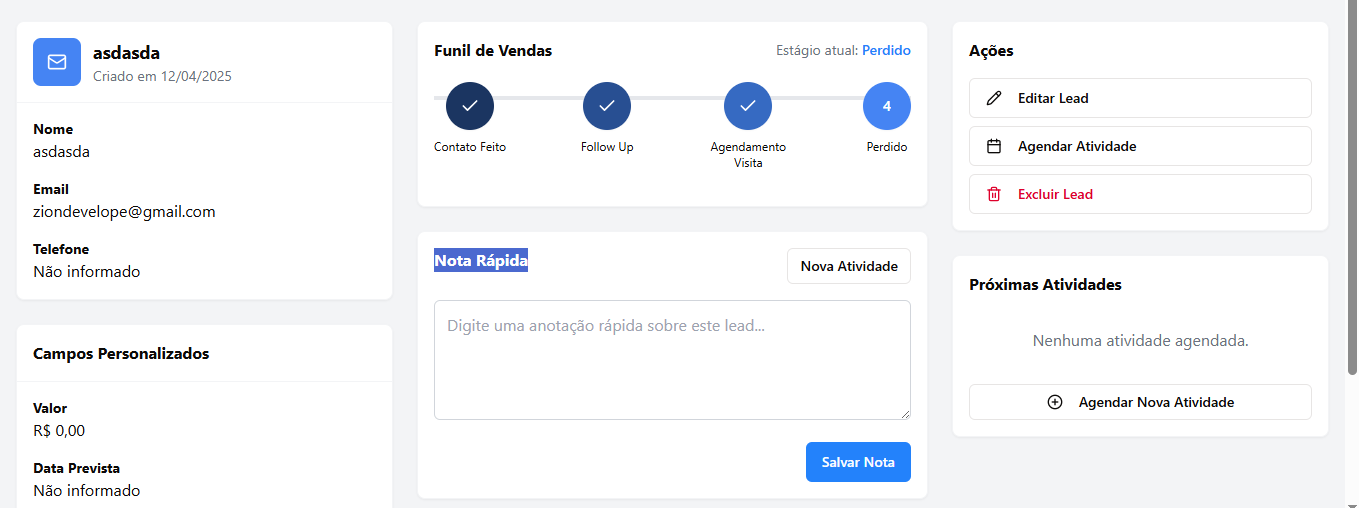 asdasda
Criado em 12/04/2025
Nome
asdasda
Email
ziondevelope@gmail.com
Telefone
Não informado
Campos Personalizados
Valor
R$ 0,00
Data Prevista
Não informado
Funil de Vendas
Estágio atual: Perdido
4
Contato Feito
Follow Up
Agendamento
Visita
Perdido
Nota Rápida
Nova Atividade
Digite uma anotação rápida sobre este lead...
Salvar Nota
Ações
Editar Lead
Agendar Atividade
Excluir Lead
Próximas Atividades
Nenhuma atividade agendada.
Agendar Nova Atividade